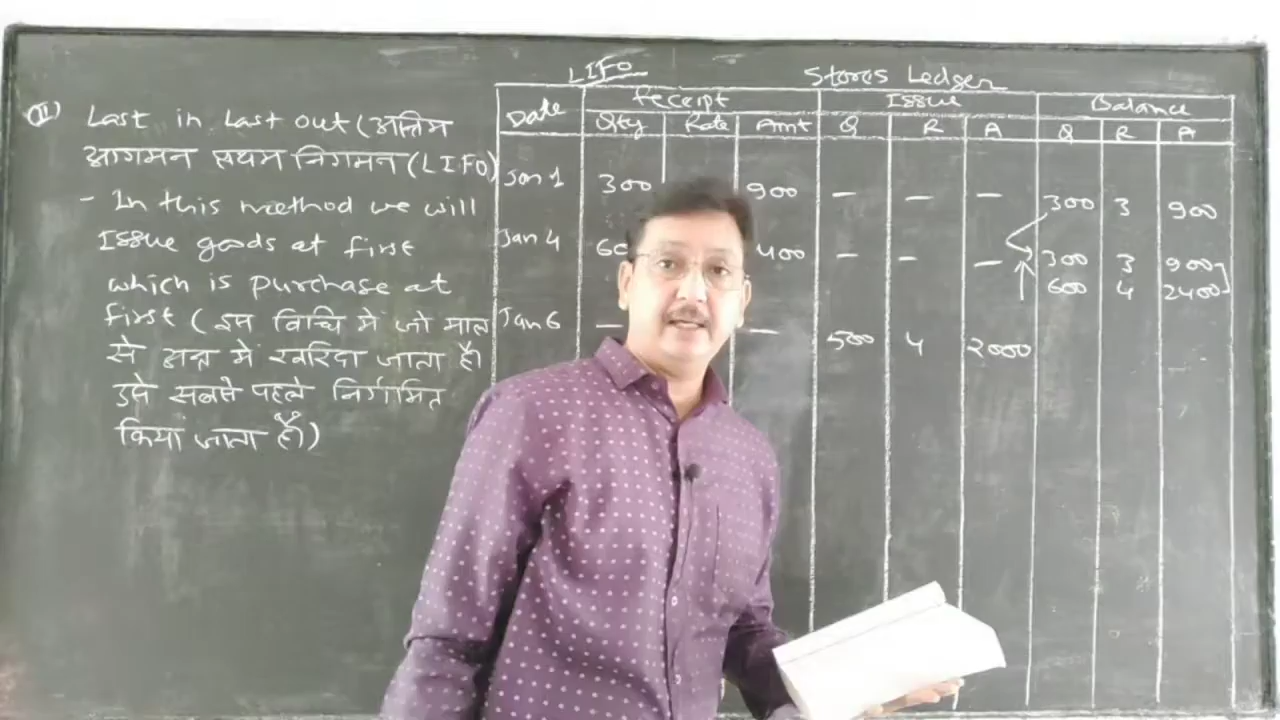 II) Last in Last out (अन्तिम
आगमन प्रथम निगमन (LIFO)
- In this method we will
Issue goods at first
which is purchase at
first (इस विधि में जो माल
से अन्त में खरिदा जाता है।
उसे सबसे पहले निर्गमित
किया जाता है।)
LIFO Stores Ledger
Date Receipt Issue Balance
Qty Rate Amt Q R A Q R A
Jan 1 300 900 — — — 300 3 900
Jan 4 400 — — — 300 3 900
600 4 2400
Jan 6 — — 500 4 2000